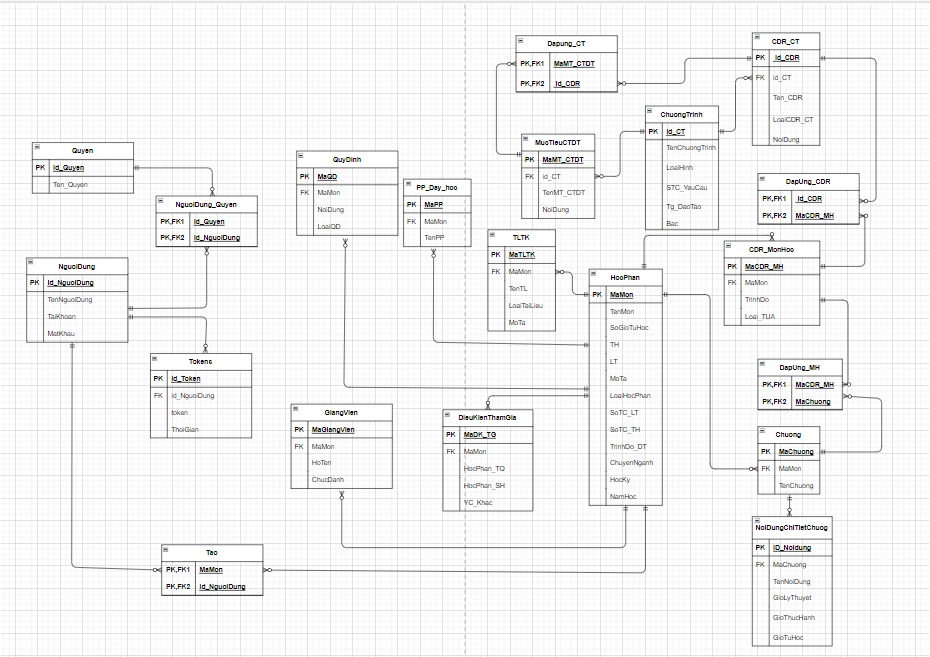 Dapung_CT
PK,FK1 MaMT_CTDT
PK,FK2 Id_CDR
CDR_CT
PK Id_CDR
FK id_CT
Ten_CDR
LoaiCDR_CT
NoiDung
ChuongTrinh
PK Id_CT
TenChuongTrinh
LoaiHinh
STC_YeuCau
Tg_DaoTao
Bac
MucTieuCTDT
PK MaMT_CTDT
FK id_CT
TenMT_CTDT
NoiDung
Quyen
PK Id_Quyen
Ten_Quyen
QuyDinh
PK MaQD
FK MaMon
NoiDung
LoaiQD
PP_Day_hoc
PK MaPP
FK MaMon
TenPP
DapUng_CDR
PK,FK1 Id_CDR
PK,FK2 MaCDR_MH
NguoiDung_Quyen
PK,FK1 Id_Quyen
PK,FK2 Id_NguoiDung
TLTK
PK MaTLTK
FK MaMon
TenTL
LoaiTaiLieu
MoTa
CDR_MonHoc
PK MaCDR_MH
FK MaMon
TrinhDo
Loai_TUA
NguoiDung
PK Id_NguoiDung
TenNguoiDung
TaiKhoan
MatKhau
HocPhan
PK MaMon
TenMon
SoGioTuHoc
TH
LT
MoTa
LoaiHocPhan
SoTC_LT
SoTC_TH
TrinhDo_DT
ChuyenNganh
HocKy
NamHoc
Tokens
PK Id_Token
FK id_NguoiDung
token
ThoiGian
DapUng_MH
PK,FK1 MaCDR_MH
PK,FK2 MaChuong
GiangVien
PK MaGiangVien
FK MaMon
HoTen
ChucDanh
DieuKienThamGia
PK MaDK_TG
FK MaMon
HocPhan_TQ
HocPhan_SH
YC_Khac
Chuong
PK MaChuong
FK MaMon
TenChuong
NoiDungChiTietChuog
PK ID_Noidung
FK MaChuong
TenNoiDung
GioLyThuyet
GioThucHanh
GioTuHoc
Tao
PK,FK1 MaMon
PK,FK2 Id_NguoiDung